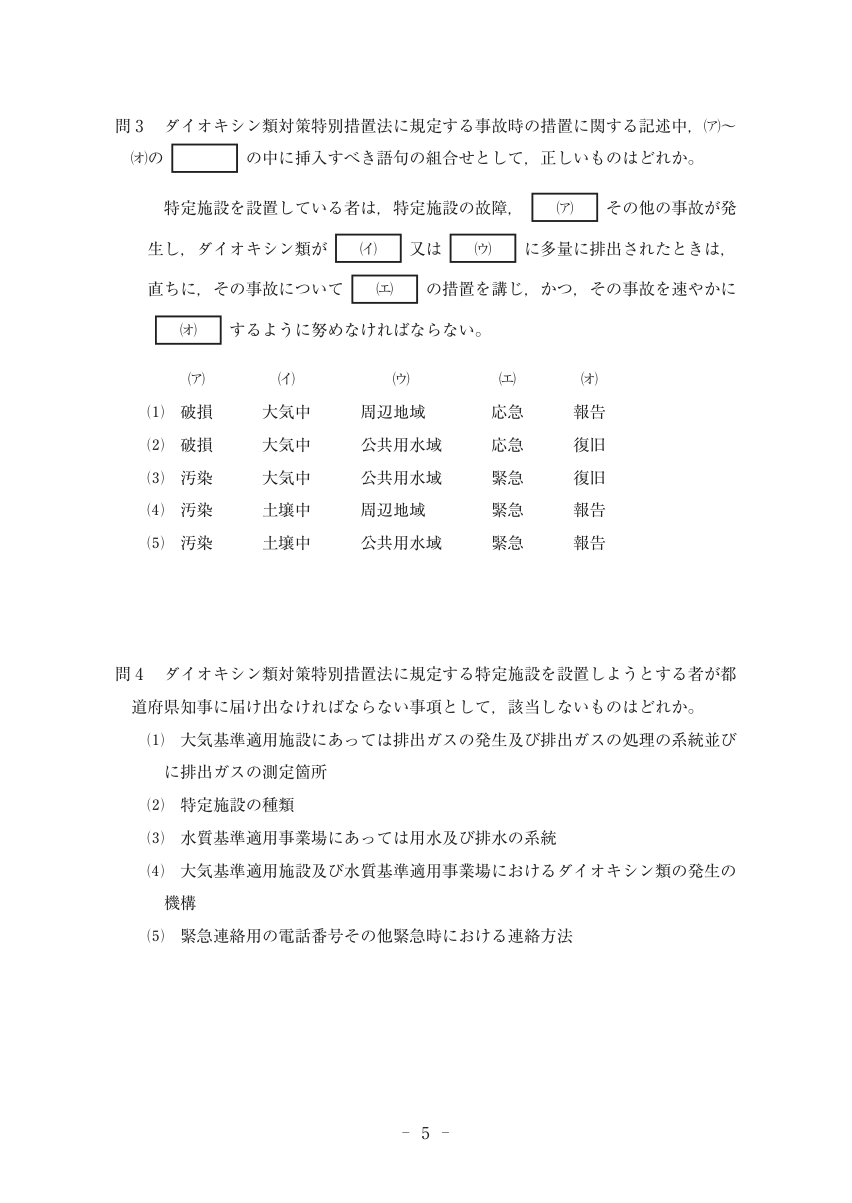 問3　ダイオキシン類対策特別措置法に規定する事故時の措置に関する記述中，㋐～
㋔の　　　の中に挿入すべき語句の組合せとして，正しいものはどれか。
特定施設を設置している者は，特定施設の故障，(ア)その他の事故が発
生し，ダイオキシン類が(イ)又は(ウ)に多量に排出されたときは，
直ちに，その事故について(エ)の措置を講じ，かつ，その事故を速やかに
(オ)するように努めなければならない。
(ア)　(イ)　(ウ)　(エ)　(オ)
(1)　破損　大気中　周辺地域　応急　報告
(2)　破損　大気中　公共用水域　応急　復旧
(3)　汚染　大気中　公共用水域　緊急　復旧
(4)　汚染　土壌中　周辺地域　緊急　報告
(5)　汚染　土壌中　公共用水域　緊急　報告
問4　ダイオキシン類対策特別措置法に規定する特定施設を設置しようとする者が都
道府県知事に届け出なければならない事項として，該当しないものはどれか。
(1)　大気基準適用施設にあっては排出ガスの発生及び排出ガスの処理の系統並び
に排出ガスの測定箇所
(2)　特定施設の種類
(3)　水質基準適用事業場にあっては用水及び排水の系統
(4)　大気基準適用施設及び水質基準適用事業場におけるダイオキシン類の発生の
機構
(5)　緊急連絡用の電話番号その他緊急時における連絡方法
- 5 -